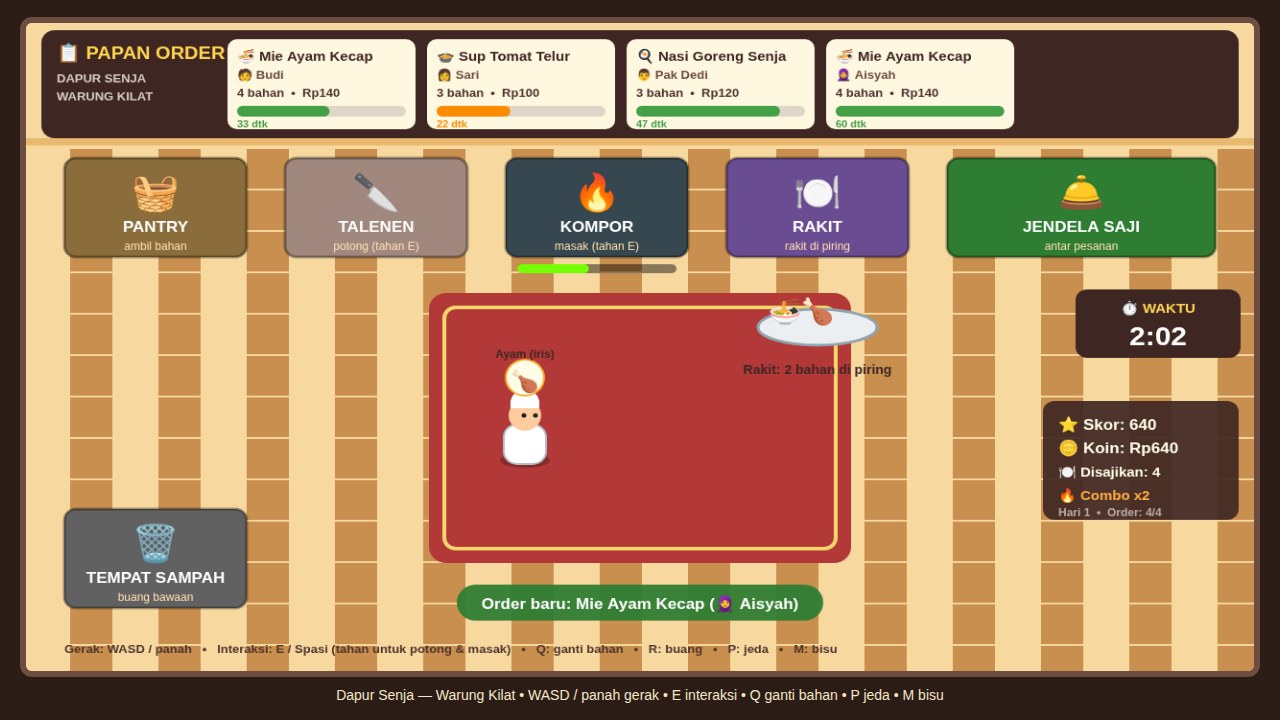 PAPAN ORDER
DAPUR SENJA
WARUNG KILAT
Mie Ayam Kecap
Budi
4 bahan • Rp140
33 dtk
Sup Tomat Telur
Sari
3 bahan • Rp100
22 dtk
Nasi Goreng Senja
Pak Dedi
3 bahan • Rp120
47 dtk
Mie Ayam Kecap
Aisyah
4 bahan • Rp140
60 dtk
PANTRY
ambil bahan
TALENEN
potong (tahan E)
KOMPOR
masak (tahan E)
RAKIT
rakit di piring
JENDELA SAJI
antar pesanan
WAKTU
2:02
Ayam (iris)
Rakit: 2 bahan di piring
Skor: 640
Koin: Rp640
Disajikan: 4
Combo x2
Hari 1 • Order: 4/4
TEMPAT SAMPAH
buang bawaan
Order baru: Mie Ayam Kecap (Aisyah)
Gerak: WASD / panah • Interaksi: E / Spasi (tahan untuk potong & masak) • Q: ganti bahan • R: buang • P: jeda • M: bisu
Dapur Senja — Warung Kilat • WASD / panah gerak • E interaksi • Q ganti bahan • P jeda • M bisu